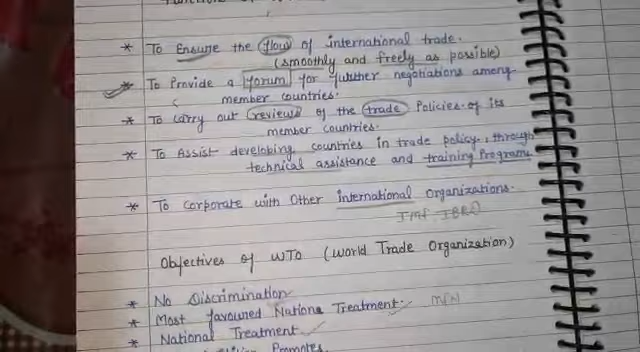 * To Ensure the flow of international trade.
(smoothly and freely as possible)
* To Provide a forum for further negotiations among
member countries.
* To carry out reviews of the trade Policies of its
member countries.
* To Assist developing countries in trade policy, through
technical assistance and training Programs
* To Corporate with Other international Organizations.
IMF IBRD
Objectives of WTO (World Trade Organization)
* No Discrimination
* Most favoured Nations Treatment. MFN
* National Treatment
Promotes